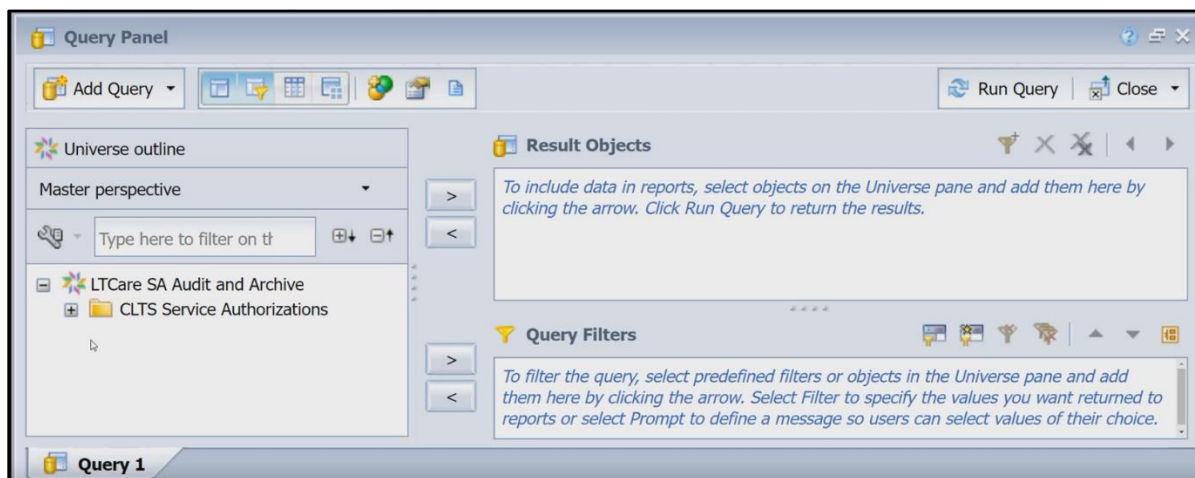 Query Panel
Add Query
Run Query
Close
Universe outline
Master perspective
Type here to filter on th
LTCare SA Audit and Archive
CLTS Service Authorizations
>
<
Result Objects
To include data in reports, select objects on the Universe pane and add them here by
clicking the arrow. Click Run Query to return the results.
>
<
Query Filters
To filter the query, select predefined filters or objects in the Universe pane and add
them here by clicking the arrow. Select Filter to specify the values you want returned to
reports or select Prompt to define a message so users can select values of their choice.
Query 1